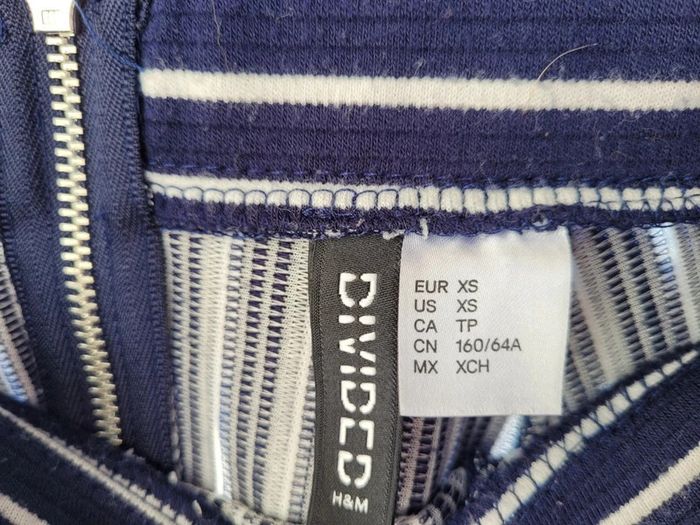 DIVIDED
H&M
EUR XS
US XS
CA TP
CN 160/64A
MX XCH